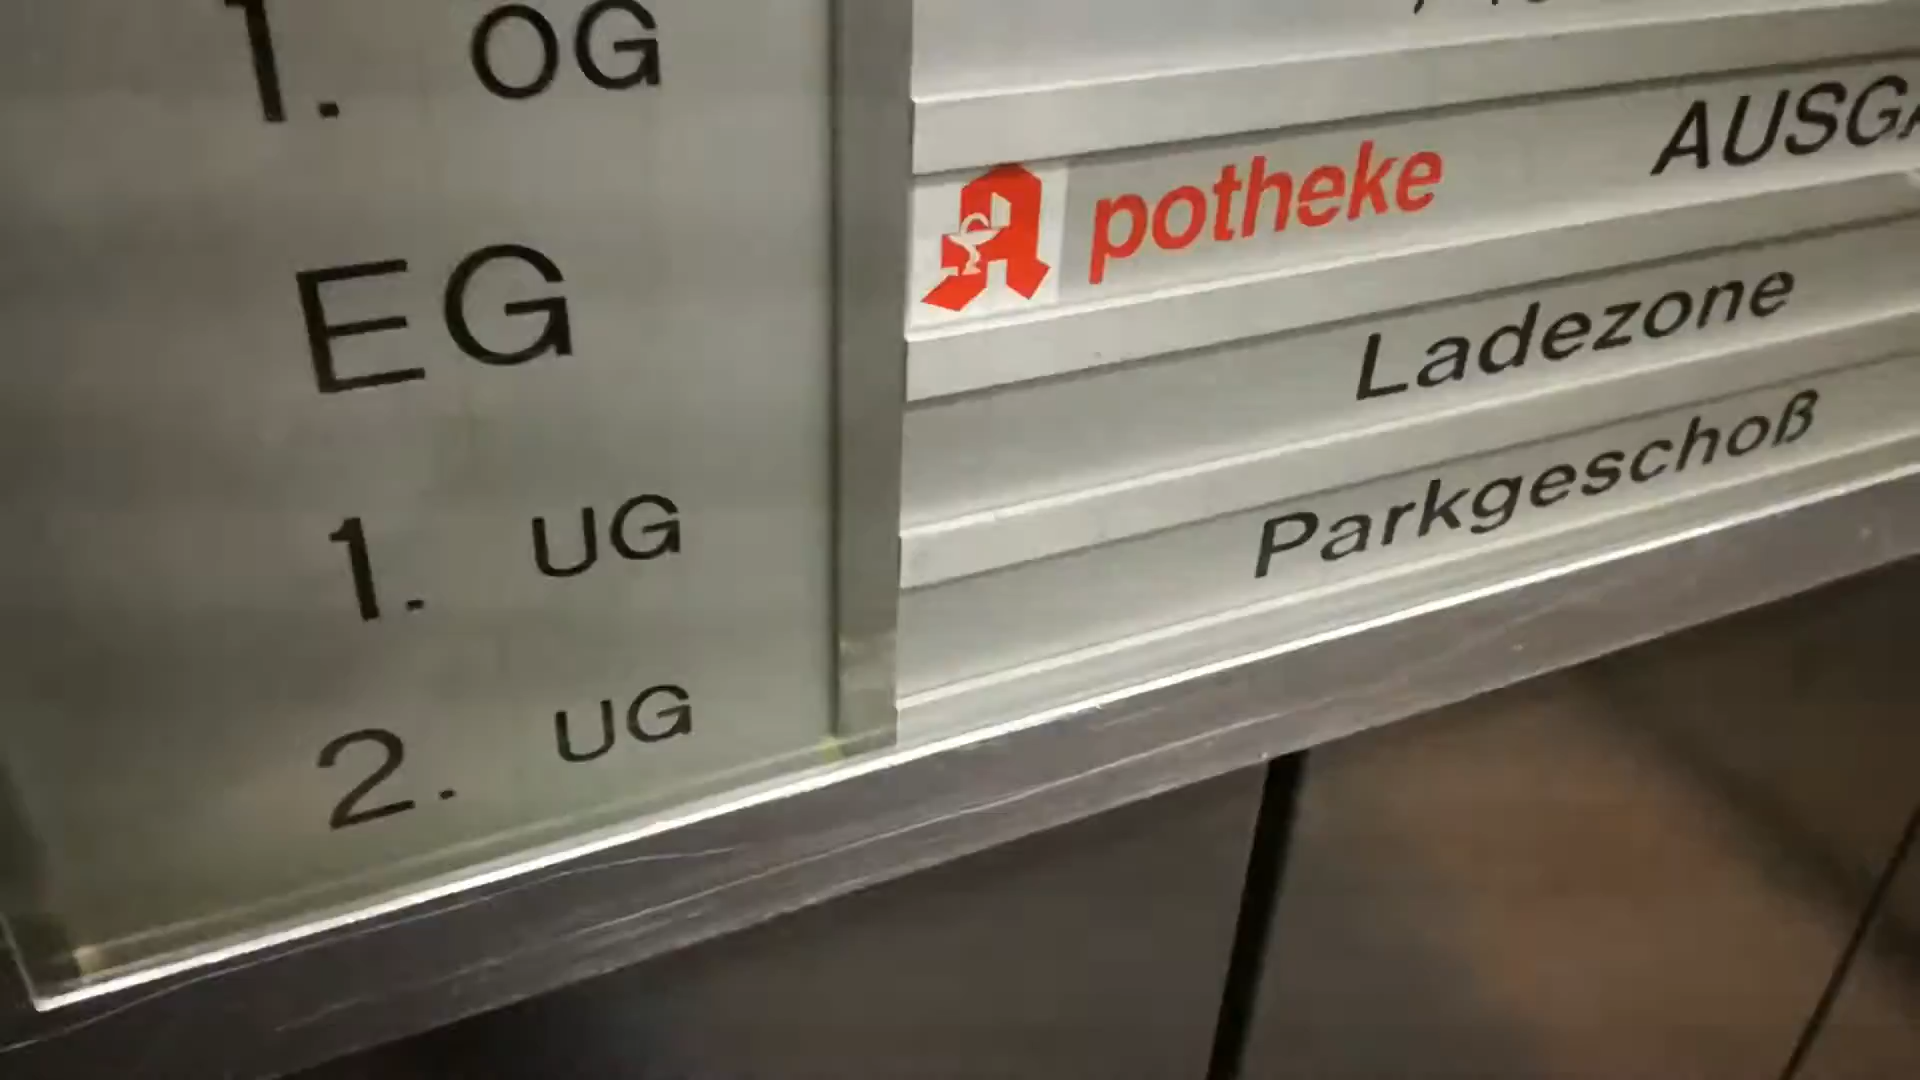 1. OG
EG Apotheke AUSGA
1. UG Ladezone
2. UG Parkgeschoß